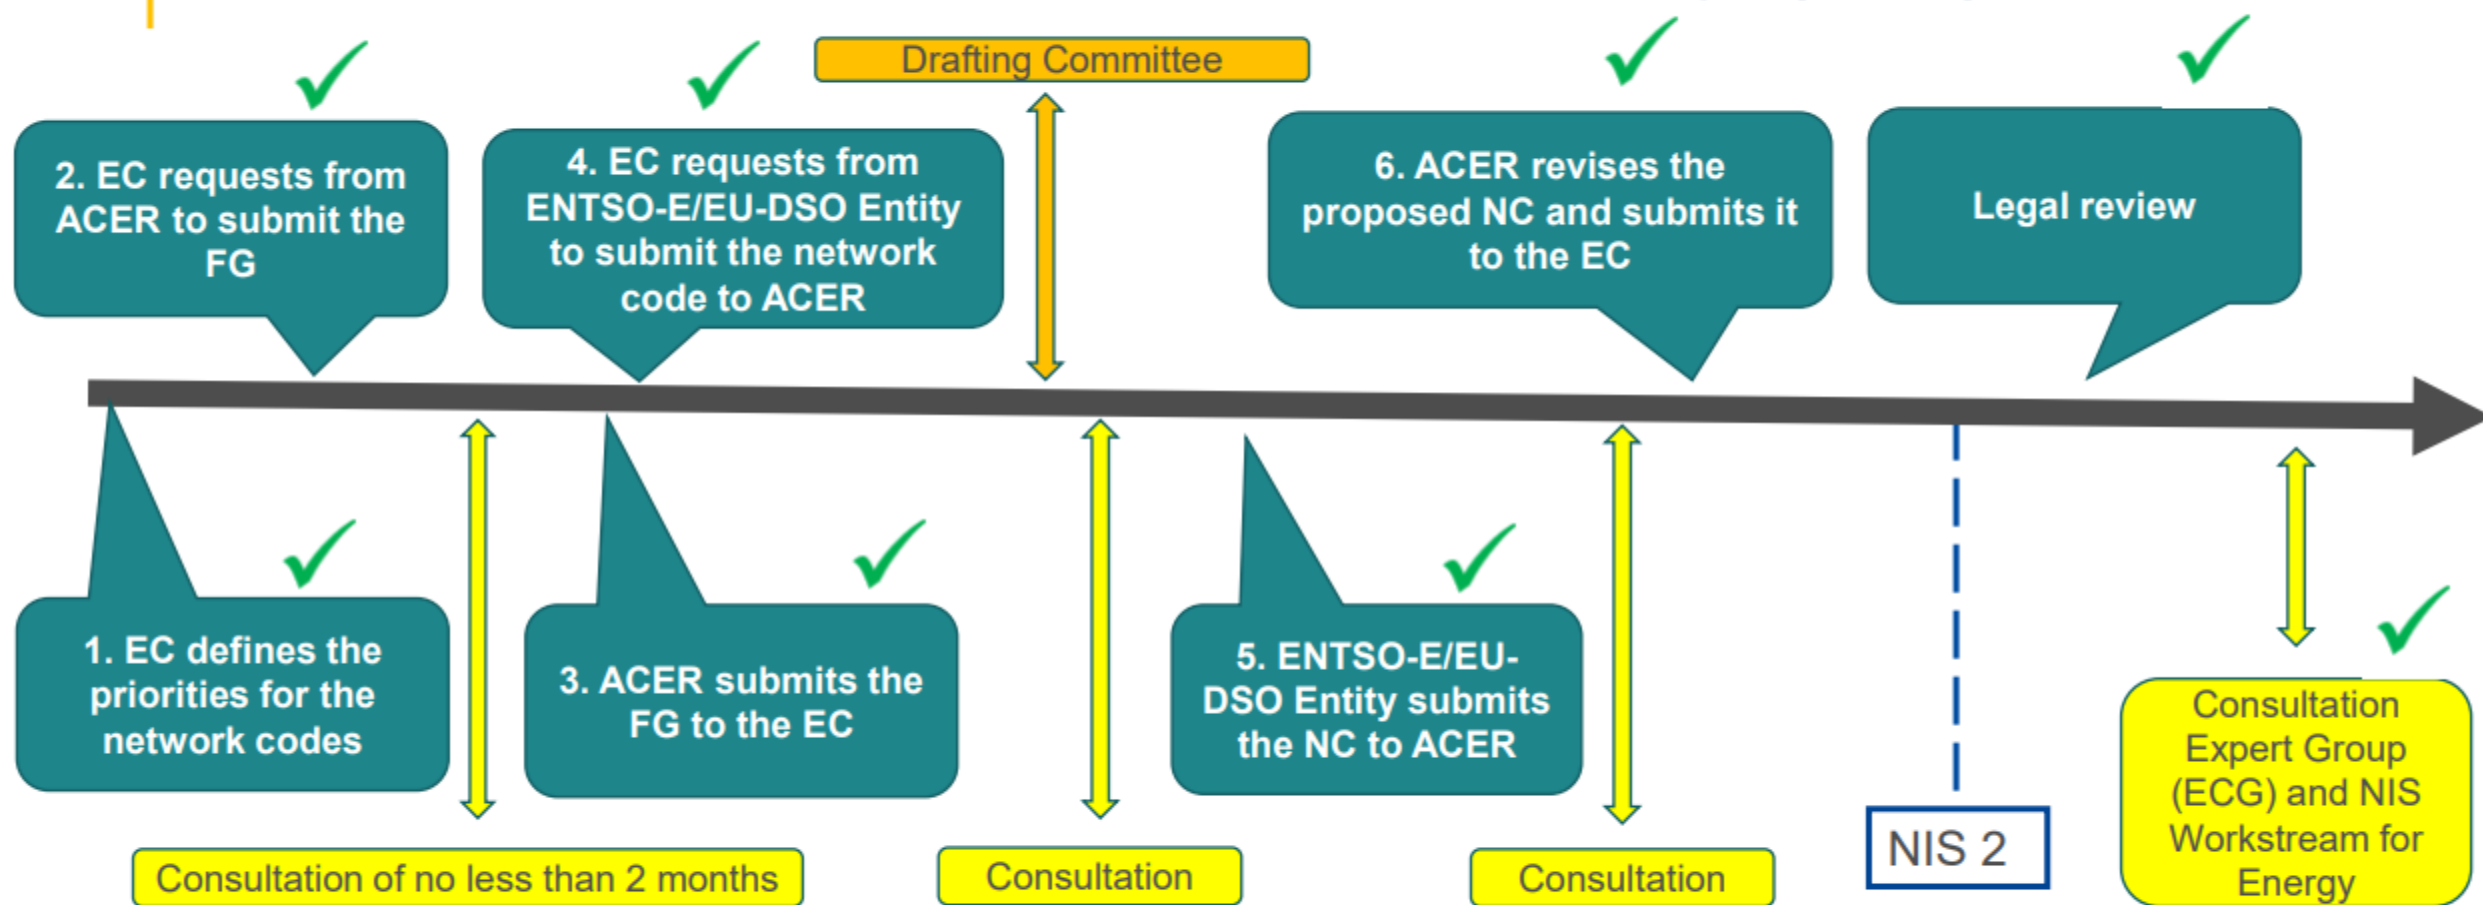 Drafting Committee
2. EC requests from
ACER to submit the
FG
4. EC requests from
ENTSO-E/EU-DSO Entity
to submit the network
code to ACER
6. ACER revises the
proposed NC and submits it
to the EC
Legal review
1. EC defines the
priorities for the
network codes
3. ACER submits the
FG to the EC
5. ENTSO-E/EU-
DSO Entity submits
the NC to ACER
Consultation
Expert Group
(ECG) and NIS
Workstream for
Energy
Consultation of no less than 2 months
Consultation
Consultation
NIS 2